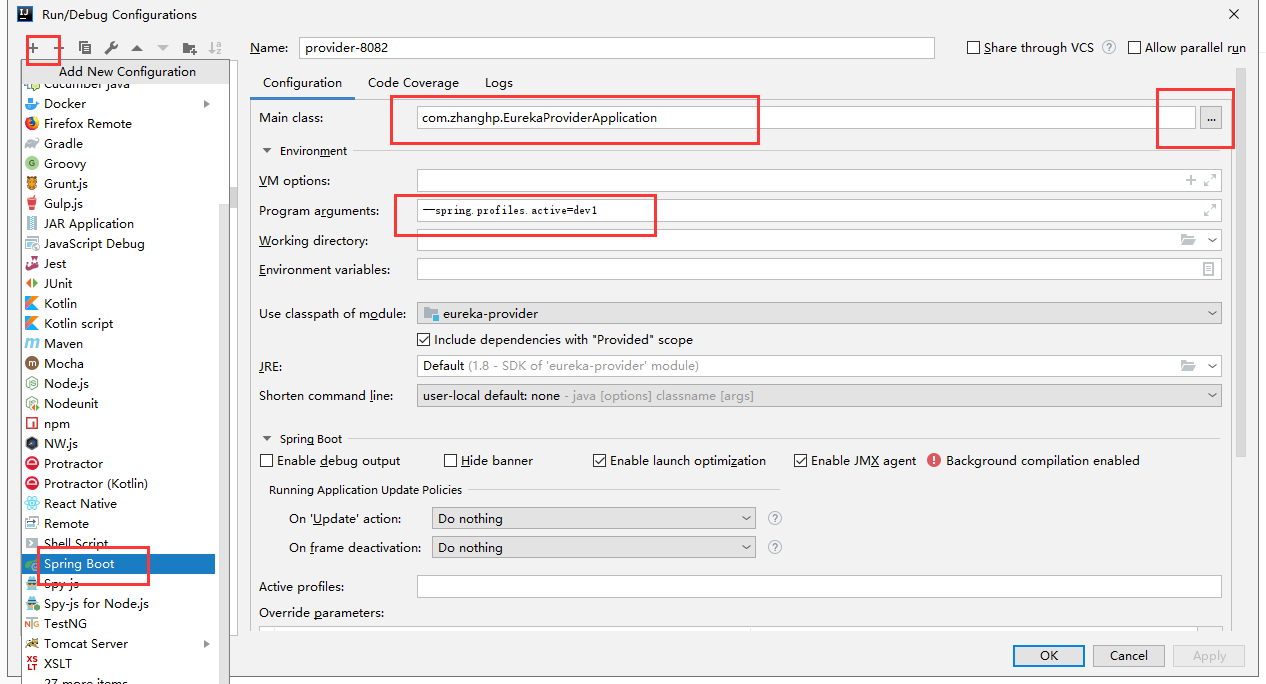 Run/Debug Configurations
Name: provider-8082
Share through VCS
Allow parallel run
Add New Configuration
Cucumber java
Docker
Firefox Remote
Gradle
Groovy
Grunt.js
Gulp.js
JAR Application
JavaScript Debug
Jest
JUnit
Kotlin
Kotlin script
Maven
Mocha
Node.js
Nodeunit
npm
NW.js
Protractor
Protractor (Kotlin)
React Native
Remote
Shell Script
Spring Boot
Spy-js
Spy-js for Node.js
TestNG
Tomcat Server
XSLT
27 more items
Configuration Code Coverage Logs
Main class: com.zhanghp.EurekaProviderApplication ...
Environment
VM options:
Program arguments: --spring.profiles.active=dev1
Working directory:
Environment variables:
Use classpath of module: eureka-provider
Include dependencies with "Provided" scope
JRE: Default (1.8 - SDK of 'eureka-provider' module)
Shorten command line: user-local default: none - java [options] classname [args]
Spring Boot
Enable debug output Hide banner Enable launch optimization Enable JMX agent Background compilation enabled
Running Application Update Policies
On 'Update' action: Do nothing
On frame deactivation: Do nothing
Active profiles:
Override parameters:
OK Cancel Apply